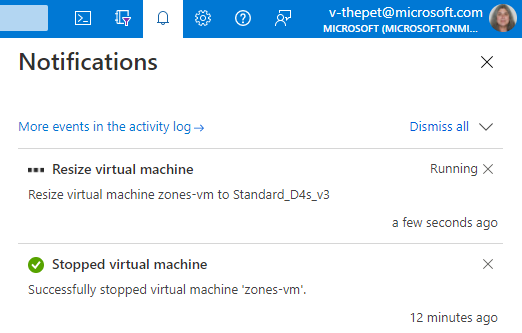 v-thepet@microsoft.com
MICROSOFT (MICROSOFT.ONMI...
Notifications
More events in the activity log→
Dismiss all
Resize virtual machine
Running
Resize virtual machine zones-vm to Standard_D4s_v3
a few seconds ago
Stopped virtual machine
Successfully stopped virtual machine 'zones-vm'.
12 minutes ago